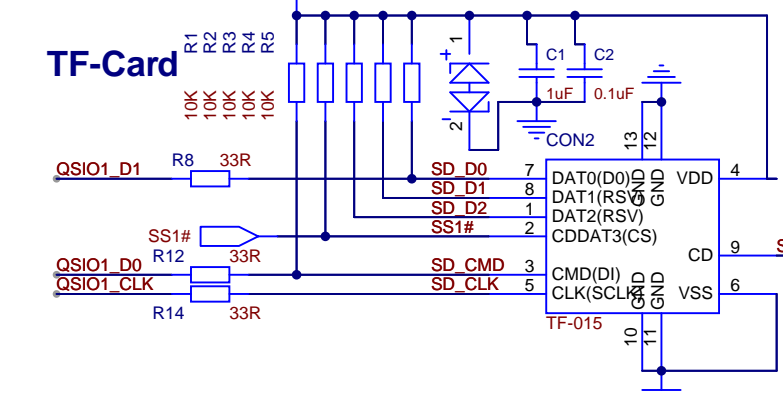 TF-Card
R1
R2
R3
R4
R5
10K
10K
10K
10K
10K
+
1
-
2
C1
1uF
C2
0.1uF
CON2
13
12
QSIO1_D1
R8
33R
SD_D0
7
DAT0(D0)
GND
GND
VDD
4
SD_D1
8
DAT1(RSV)
SD_D2
1
DAT2(RSV)
SS1#
SS1#
2
CDDAT3(CS)
R12
33R
CD
9
S
QSIO1_D0
SD_CMD
3
CMD(DI)
QSIO1_CLK
SD_CLK
5
CLK(SCLK)
GND
GND
VSS
6
R14
33R
TF-015
10
11